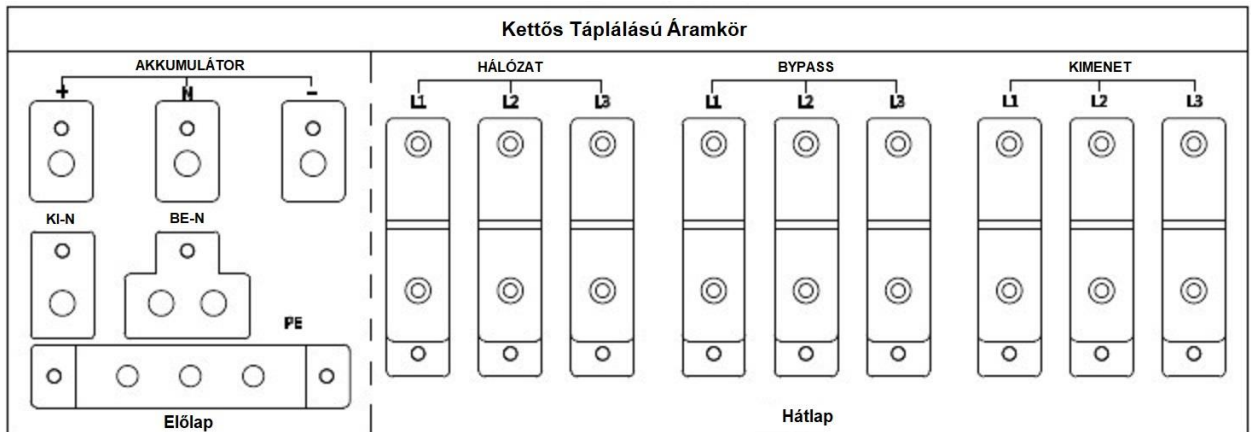 Kettős Táplálású Áramkör
AKKUMULÁTOR
+ N -
KI-N BE-N
PE
Előlap
HÁLÓZAT BYPASS KIMENET
L1 L2 L3 L1 L2 L3 L1 L2 L3
Hátlap